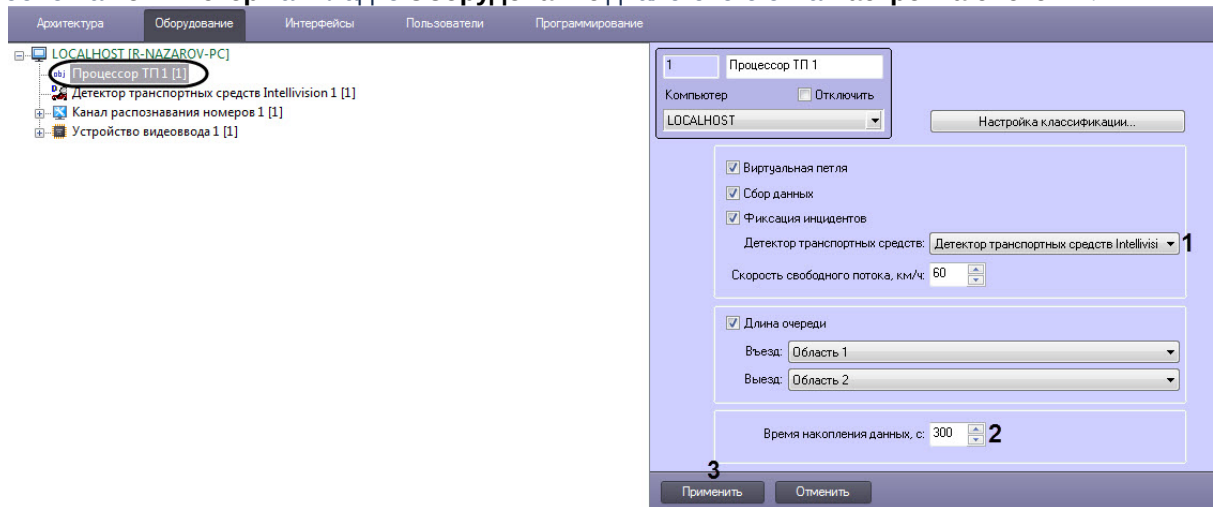 Архитектура Оборудование Интерфейсы Пользователи Программирование
LOCALHOST [R-NAZAROV-PC]
obj Процессор ТП 1 [1]
Детектор транспортных средств Intellivision 1 [1]
Канал распознавания номеров 1 [1]
Устройство видеоввода 1 [1]
1 Процессор ТП 1
Компьютер Отключить
LOCALHOST
Настройка классификации...
Виртуальная петля
Сбор данных
Фиксация инцидентов
Детектор транспортных средств: Детектор транспортных средств Intellivisi 1
Скорость свободного потока, км/ч: 60
Длина очереди
Въезд: Область 1
Выезд: Область 2
Время накопления данных, с: 300 2
3
Применить Отменить